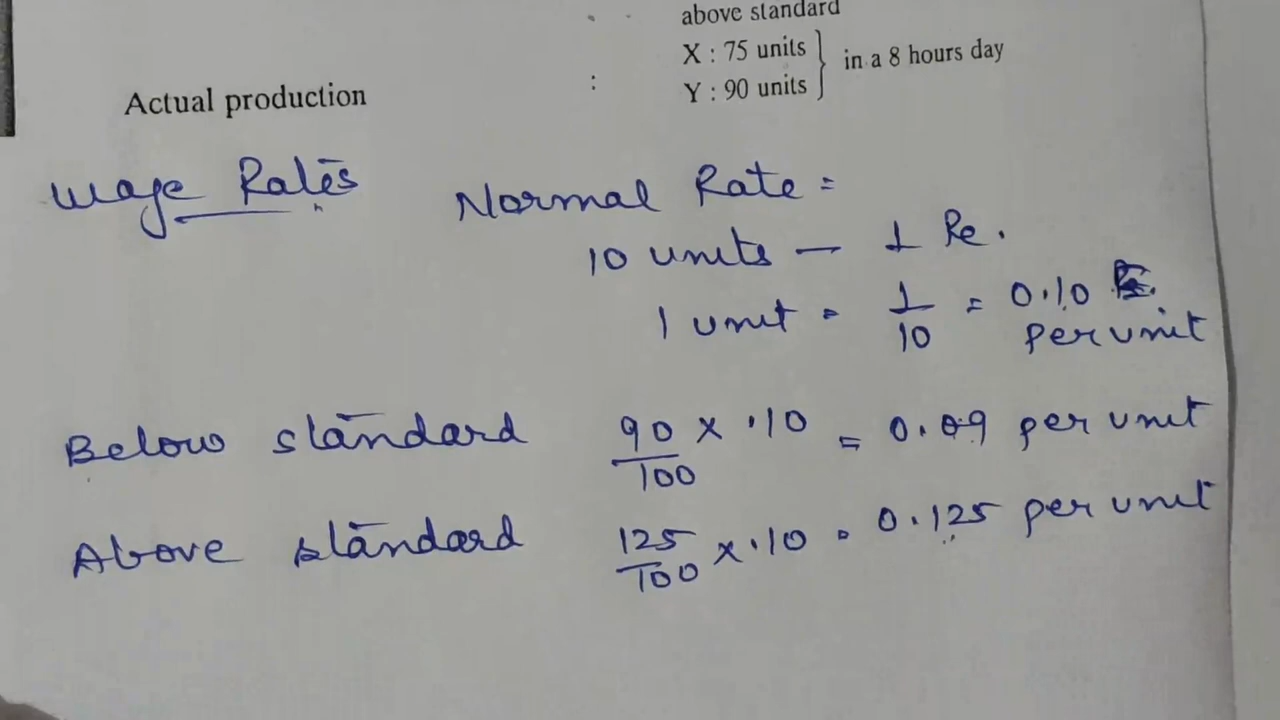 above standard
X : 75 units
Y : 90 units
in a 8 hours day
Actual production :
Wage Rates
Normal Rate =
10 units — 1 Re.
1 unit = 1/10 = 0.10
per unit
Below standard 90/100 x .10 = 0.09 per unit
Above standard 125/100 x .10 = 0.125 per unit